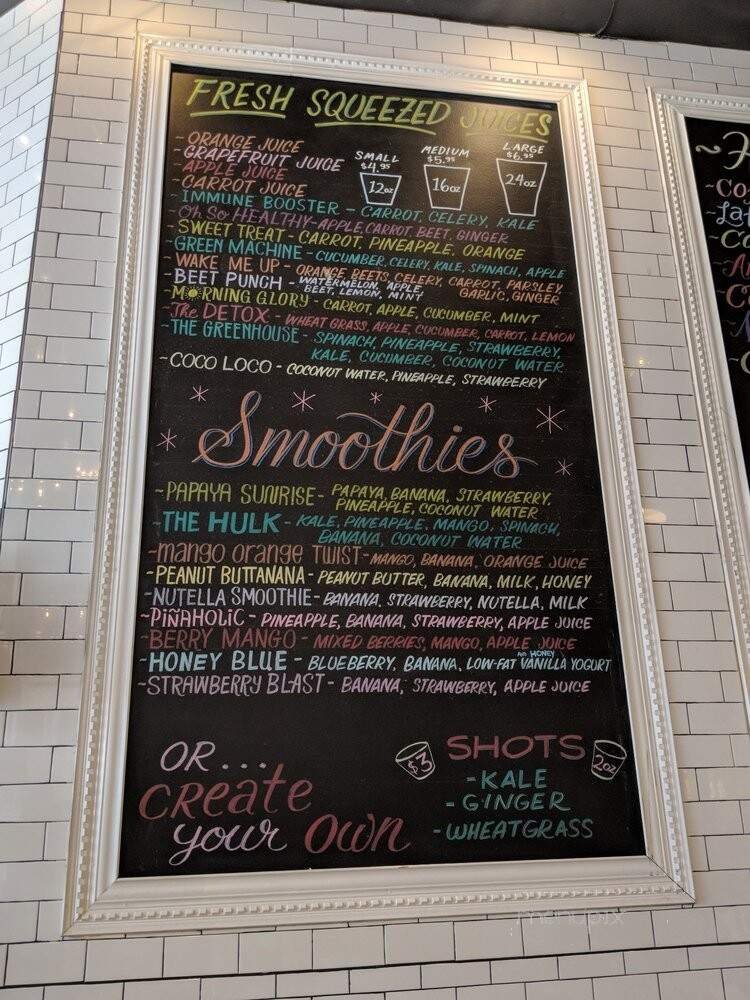 FRESH SQUEEZED JUICES
- ORANGE JUICE
- GRAPEFRUIT JUICE
- APPLE JUICE
- CARROT JUICE
SMALL
$4.95
12oz
MEDIUM
$5.95
16oz
LARGE
$6.95
24oz
- IMMUNE BOOSTER - CARROT, CELERY, KALE
- Oh So HEALTHY - APPLE, CARROT, BEET, GINGER
- SWEET TREAT - CARROT, PINEAPPLE, ORANGE
- GREEN MACHINE - CUCUMBER, CELERY, KALE, SPINACH, APPLE
- WAKE ME UP - ORANGE, BEETS, CELERY, CARROT, PARSLEY,
GARLIC, GINGER
- BEET PUNCH - WATERMELON, APPLE,
BEET, LEMON, MINT
MORNING GLORY - CARROT, APPLE, CUCUMBER, MINT
- The DETOX - WHEAT GRASS, APPLE, CUCUMBER, CARROT, LEMON
- THE GREENHOUSE - SPINACH, PINEAPPLE, STRAWBERRY,
KALE, CUCUMBER, COCONUT WATER
- COCO LOCO - COCONUT WATER, PINEAPPLE, STRAWBERRY
Smoothies
- PAPAYA SUNRISE - PAPAYA, BANANA, STRAWBERRY,
PINEAPPLE, COCONUT WATER
- THE HULK - KALE, PINEAPPLE, MANGO, SPINACH,
BANANA, COCONUT WATER
- mango orange TWIST - MANGO, BANANA, ORANGE JUICE
- PEANUT BUTTANANA - PEANUT BUTTER, BANANA, MILK, HONEY
- NUTELLA SMOOTHIE - BANANA, STRAWBERRY, NUTELLA, MILK
- PIÑAHOLIC - PINEAPPLE, BANANA, STRAWBERRY, APPLE JUICE
- BERRY MANGO - MIXED BERRIES, MANGO, APPLE JUICE
- HONEY BLUE - BLUEBERRY, BANANA, LOW-FAT VANILLA YOGURT
AND HONEY
- STRAWBERRY BLAST - BANANA, STRAWBERRY, APPLE JUICE
OR...
CREATE
your OWN
$3
SHOTS
2oz
- KALE
- GINGER
- WHEATGRASS
menupix